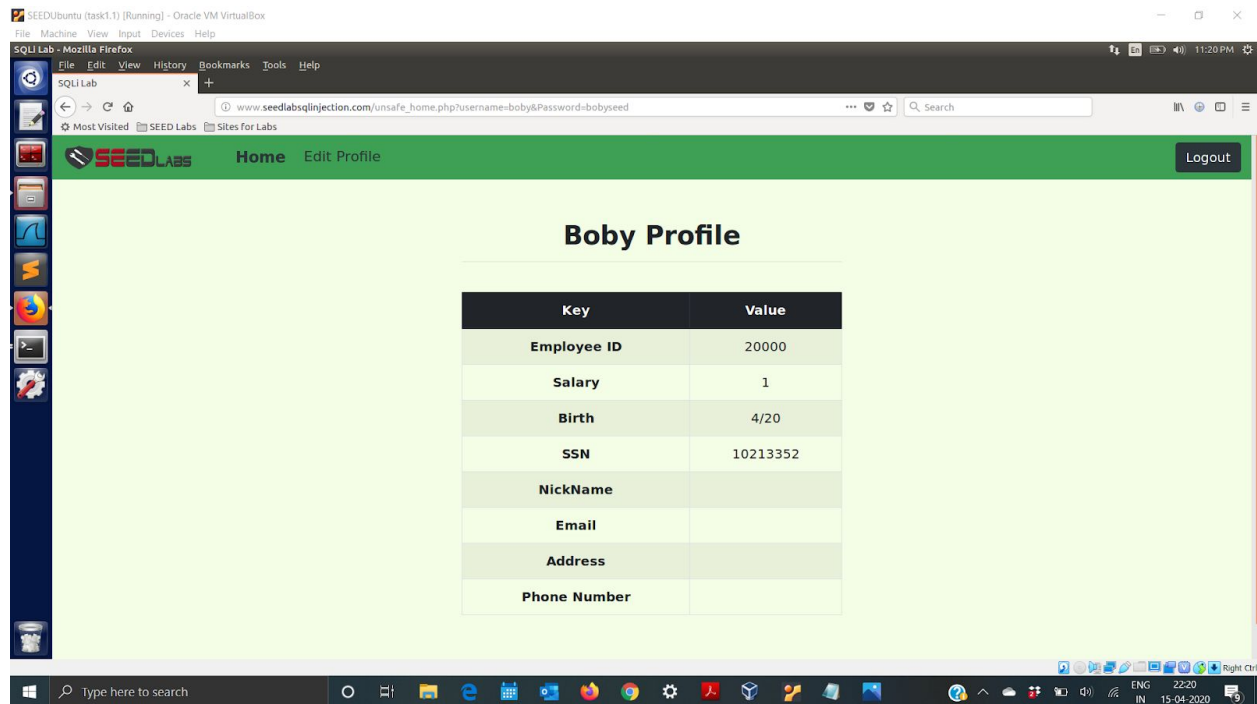 SEEDUbuntu (task1.1) [Running] - Oracle VM VirtualBox
File Machine View Input Devices Help
SQLi Lab - Mozilla Firefox
En
11:20 PM
File Edit View History Bookmarks Tools Help
SQLi Lab
www.seedlabsqlinjection.com/unsafe_home.php?username=boby&Password=bobyseed
Search
Most Visited SEED Labs Sites for Labs
SEEDLABS Home Edit Profile Logout
Boby Profile
Key Value
Employee ID 20000
Salary 1
Birth 4/20
SSN 10213352
NickName
Email
Address
Phone Number
Right Ctrl
Type here to search
ENG 22:20
IN 15-04-2020